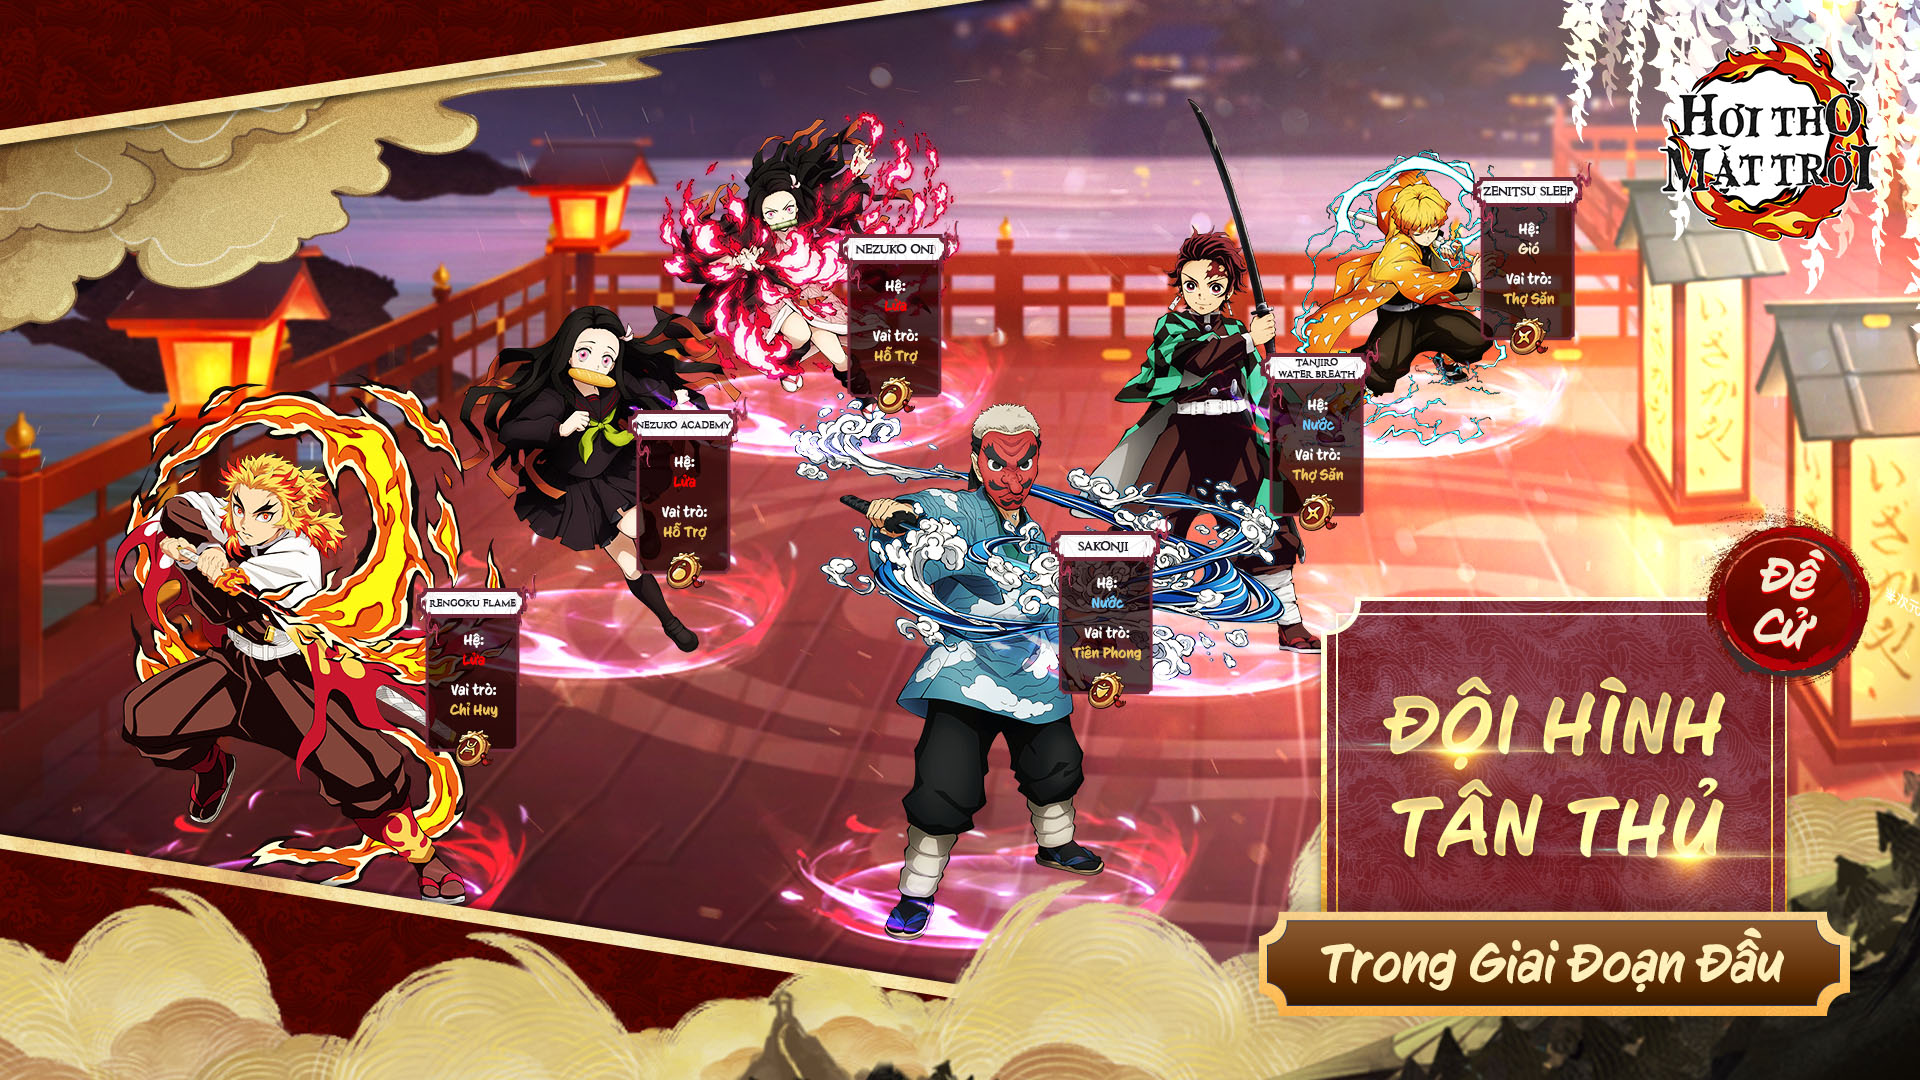 HƠI THỞ
MẶT TRỜI
ZENITSU SLEEP
Hệ:
Gió
Vai trò:
Thợ Săn
NEZUKO ONI
Hệ:
Lửa
Vai trò:
Hỗ Trợ
TANJIRO
WATER BREATH
Hệ:
Nước
Vai trò:
Thợ Săn
NEZUKO ACADEMY
Hệ:
Lửa
Vai trò:
Hỗ Trợ
SAKONJI
Hệ:
Nước
Vai trò:
Tiên Phong
RENGOKU FLAME
Hệ:
Lửa
Vai trò:
Chỉ Huy
Đề
Cử
ĐỘI HÌNH
TÂN THỦ
Trong Giai Đoạn Đầu